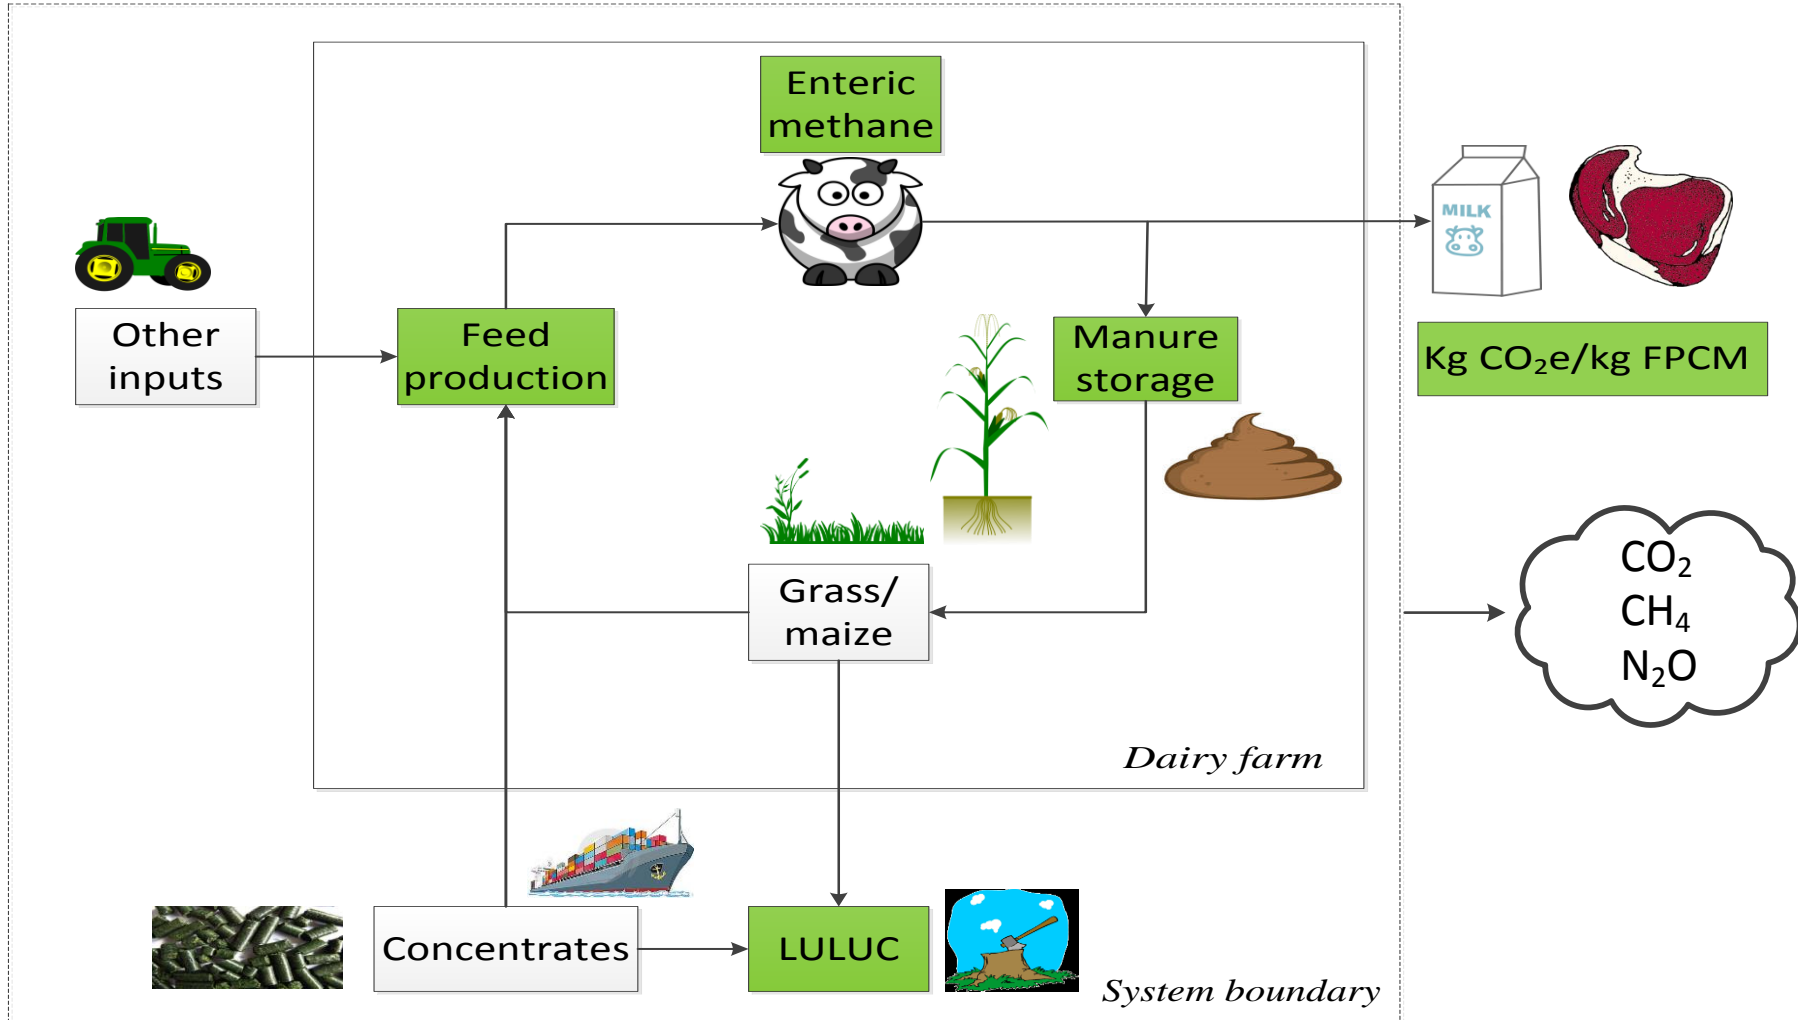 Enteric
methane
MILK
Other
inputs
Feed
production
Manure
storage
Kg CO₂e/kg FPCM
CO₂
CH₄
N₂O
Grass/
maize
Dairy farm
Concentrates
LULUC
System boundary